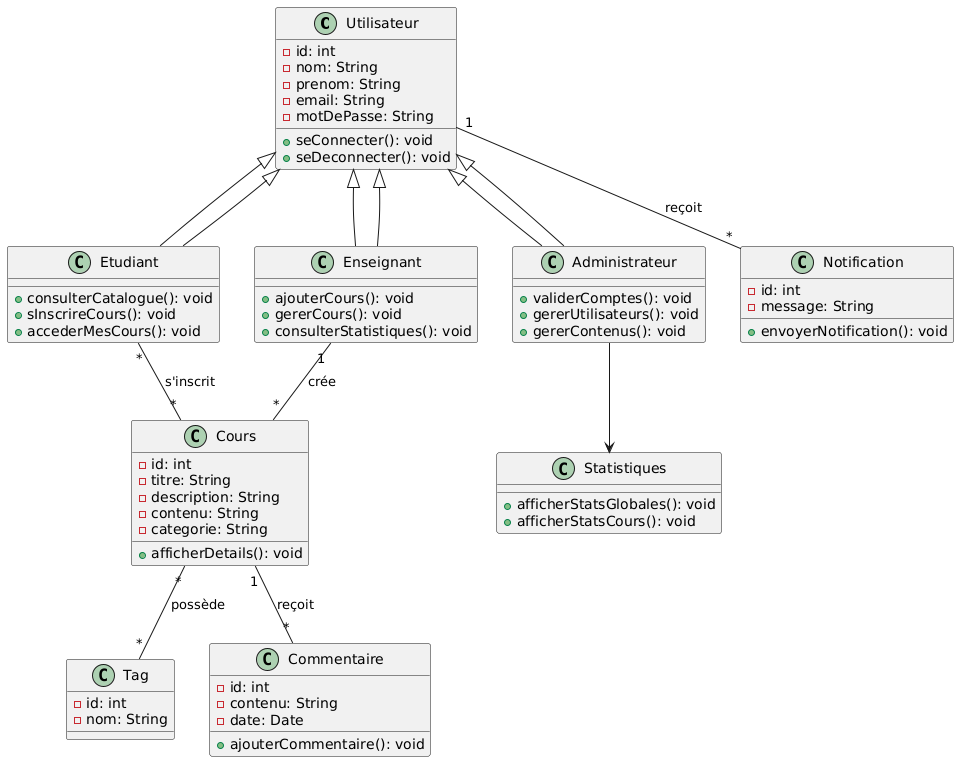 C Utilisateur
id: int
nom: String
prenom: String
email: String
motDePasse: String
seConnecter(): void
seDeconnecter(): void
1
reçoit
*
C Etudiant
consulterCatalogue(): void
sInscrireCours(): void
accederMesCours(): void
C Enseignant
ajouterCours(): void
gererCours(): void
consulterStatistiques(): void
C Administrateur
validerComptes(): void
gererUtilisateurs(): void
gererContenus(): void
C Notification
id: int
message: String
envoyerNotification(): void
*
s'inscrit
*
1
crée
*
C Cours
id: int
titre: String
description: String
contenu: String
categorie: String
afficherDetails(): void
C Statistiques
afficherStatsGlobales(): void
afficherStatsCours(): void
*
possède
*
1
reçoit
*
C Tag
id: int
nom: String
C Commentaire
id: int
contenu: String
date: Date
ajouterCommentaire(): void